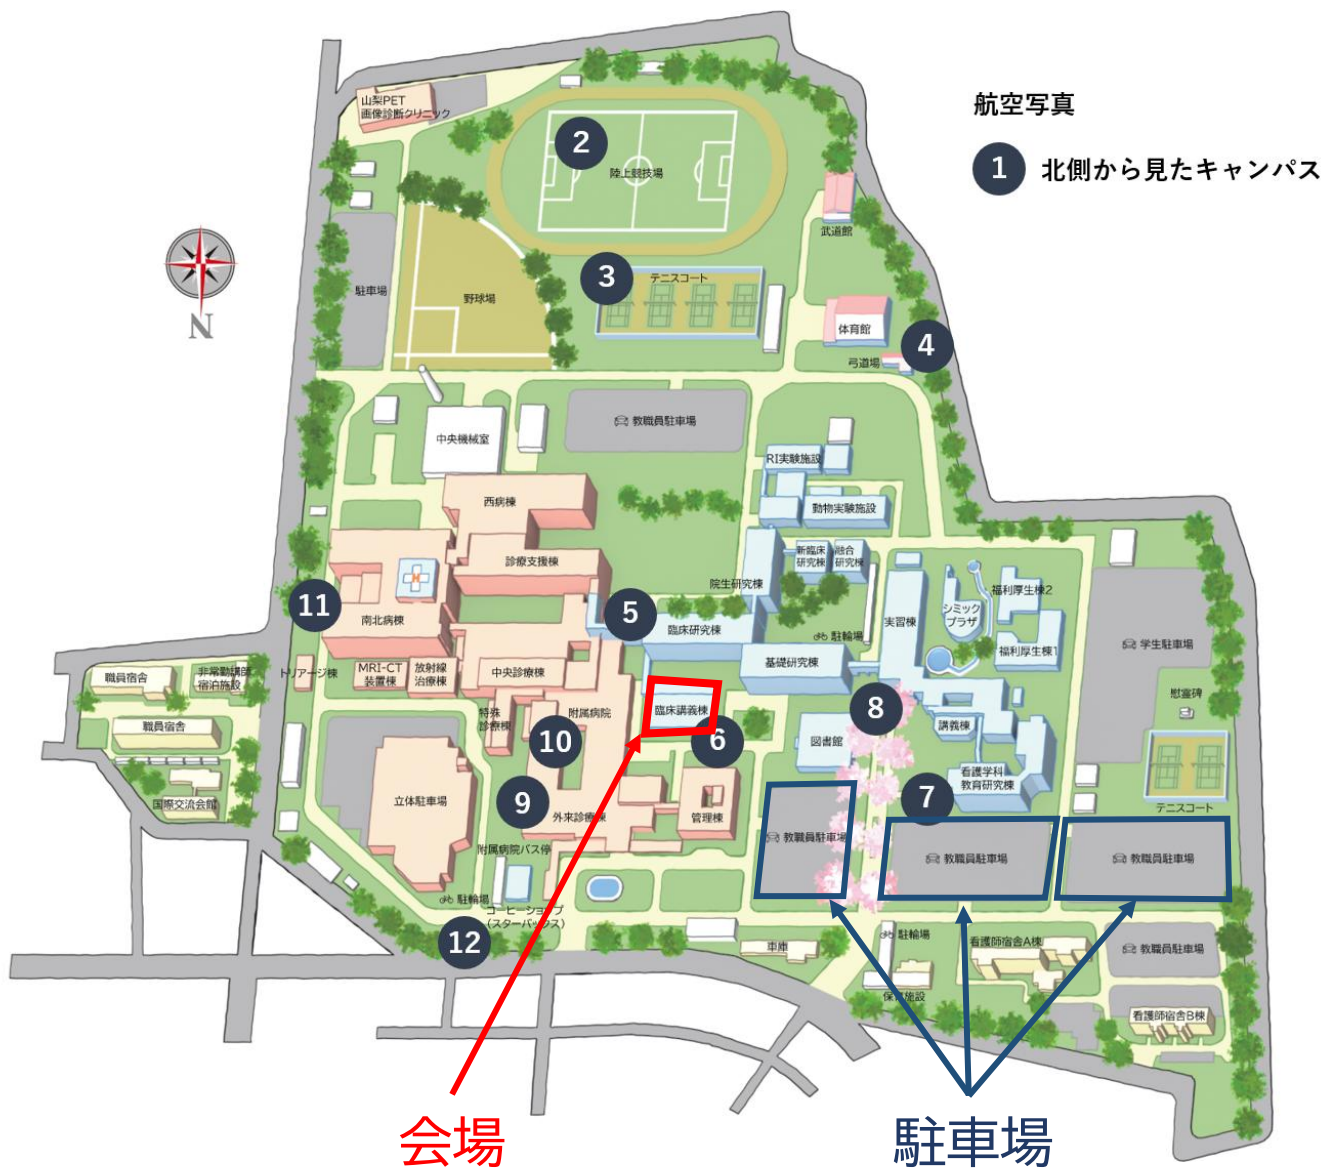 航空写真
1 北側から見たキャンパス
山梨PET
画像診断クリニック
2
陸上競技場
武道館
3
テニスコート
駐車場
野球場
N
体育館
4
弓道場
教職員駐車場
中央機械室
RI実験施設
西病棟
動物実験施設
診療支援棟
新臨床
研究棟
融合
研究棟
院生研究棟
福利厚生棟2
シミック
プラザ
11
南北病棟
5
臨床研究棟
駐輪場
実習棟
福利厚生棟1
学生駐車場
基礎研究棟
トリアージ棟
MRI-CT
装置棟
放射線
治療棟
中央診療棟
職員宿舎
非常勤講師
宿泊施設
慰霊碑
特殊
診療棟
附属病院
臨床講義棟
8
講義棟
職員宿舎
10
6
図書館
看護学科
教育研究棟
国際交流会館
立体駐車場
9
外来診療棟
管理棟
7
テニスコート
教職員駐車場
教職員駐車場
教職員駐車場
附属病院バス停
駐輪場
コーヒーショップ
(スターバックス)
12
車庫
駐輪場
看護師宿舎A棟
教職員駐車場
保育施設
看護師宿舎B棟
会場
駐車場